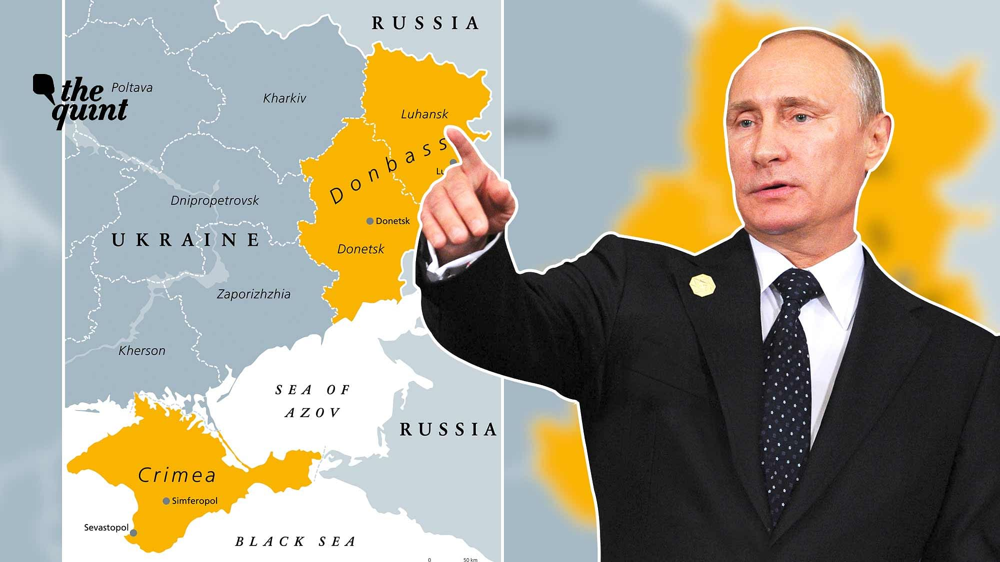 RUSSIA
the
quint
Poltava
Kharkiv
Luhansk
Donbass
Dnipropetrovsk
Donetsk
UKRAINE
Donetsk
Zaporizhzhia
Kherson
SEA OF
AZOV
RUSSIA
Crimea
Simferopol
Sevastopol
BLACK SEA
0 50 km